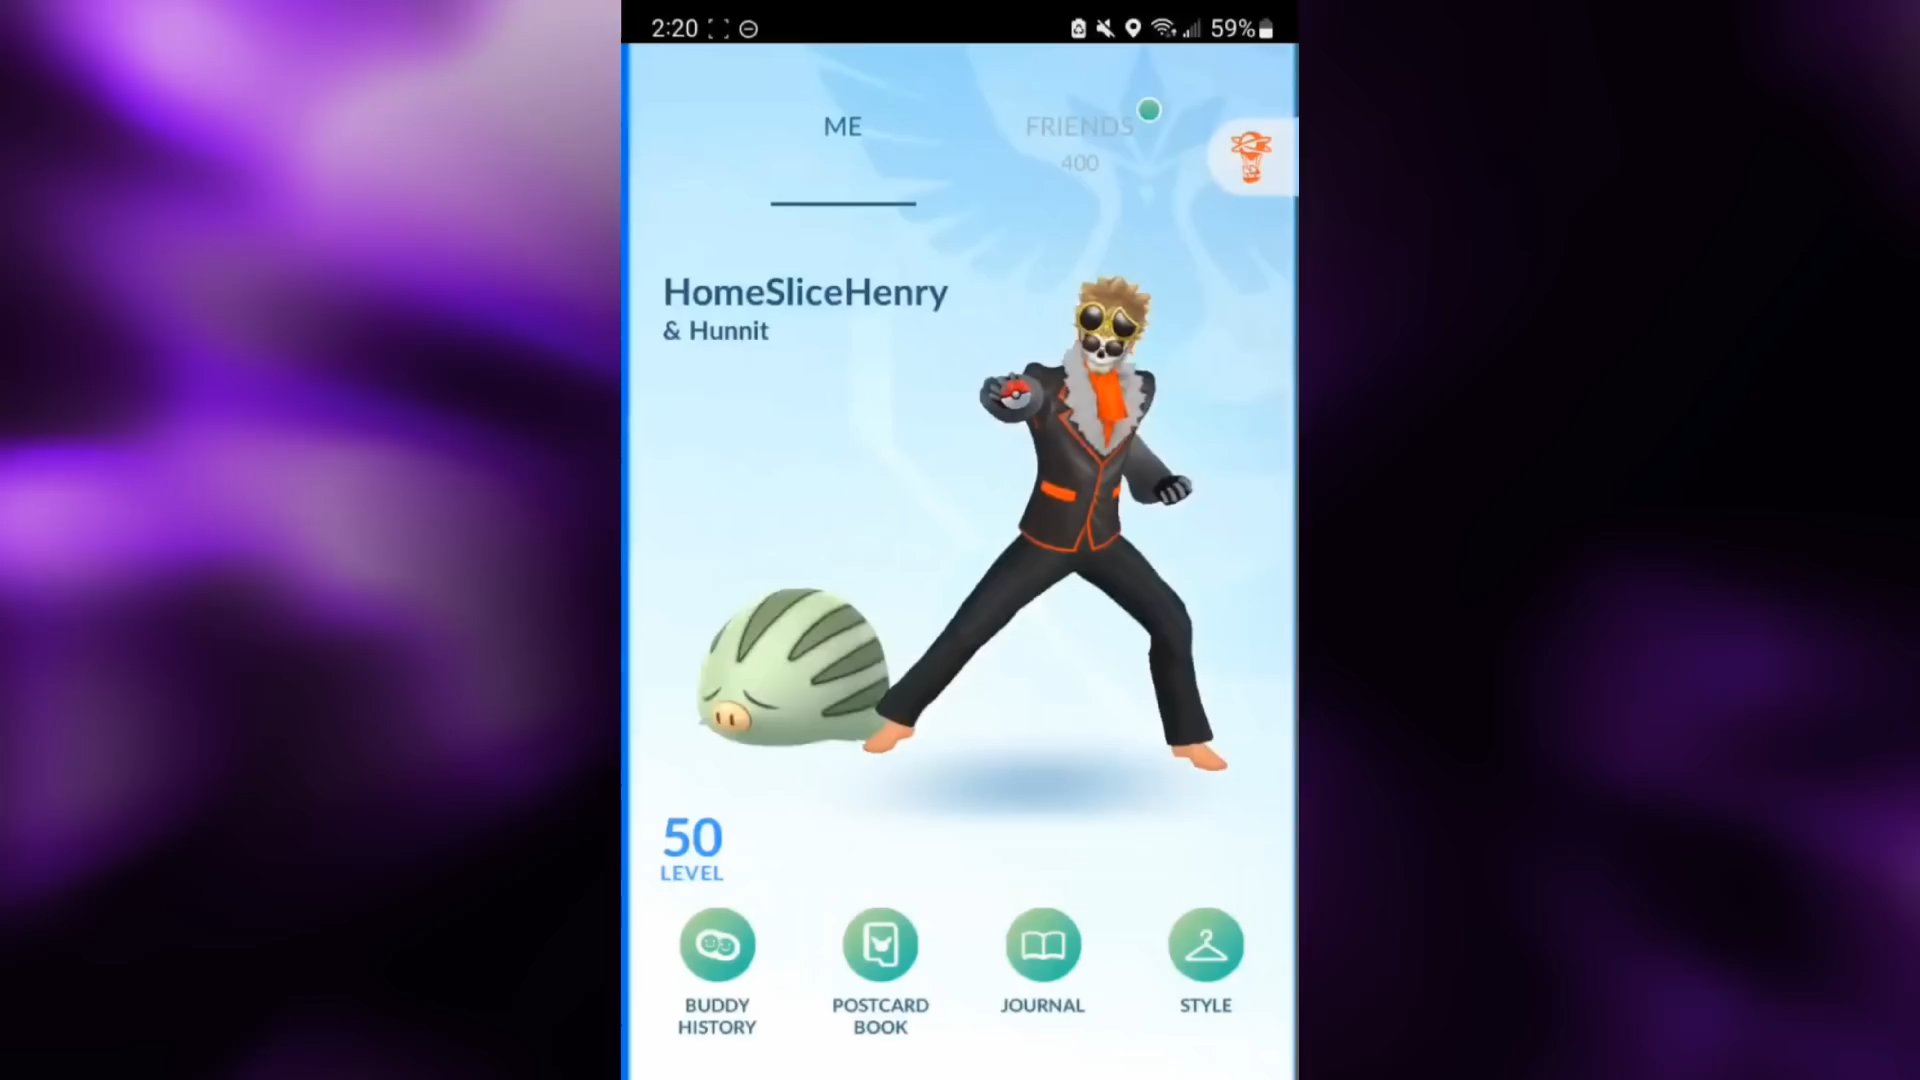 2:20
59%
ME
FRIENDS
400
HomeSliceHenry
& Hunnit
50
LEVEL
BUDDY
HISTORY
POSTCARD
BOOK
JOURNAL
STYLE